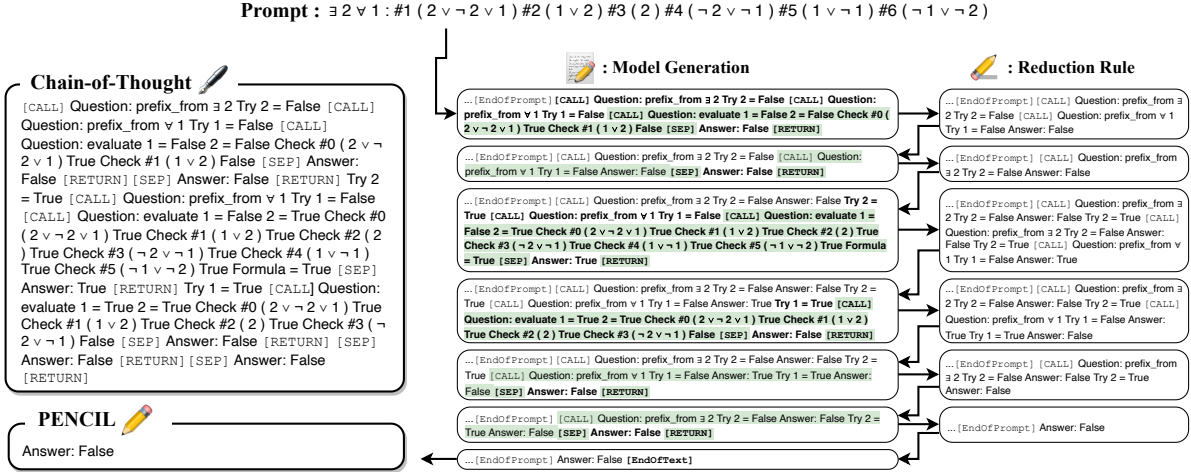 Prompt : ∃ 2 ∀ 1 : #1 ( 2 ∨ ¬ 2 ∨ 1 ) #2 ( 1 ∨ 2 ) #3 ( 2 ) #4 ( ¬ 2 ∨ ¬ 1 ) #5 ( 1 ∨ ¬ 1 ) #6 ( ¬ 1 ∨ ¬ 2 )
Chain-of-Thought
[CALL] Question: prefix_from ∃ 2 Try 2 = False [CALL]
Question: prefix_from ∀ 1 Try 1 = False [CALL]
Question: evaluate 1 = False 2 = False Check #0 ( 2 ∨ ¬
2 ∨ 1 ) True Check #1 ( 1 ∨ 2 ) False [SEP] Answer:
False [RETURN] [SEP] Answer: False [RETURN] Try 2
= True [CALL] Question: prefix_from ∀ 1 Try 1 = False
[CALL] Question: evaluate 1 = False 2 = True Check #0
( 2 ∨ ¬ 2 ∨ 1 ) True Check #1 ( 1 ∨ 2 ) True Check #2 ( 2
) True Check #3 ( ¬ 2 ∨ ¬ 1 ) True Check #4 ( 1 ∨ ¬ 1 )
True Check #5 ( ¬ 1 ∨ ¬ 2 ) True Formula = True [SEP]
Answer: True [RETURN] Try 1 = True [CALL] Question:
evaluate 1 = True 2 = True Check #0 ( 2 ∨ ¬ 2 ∨ 1 ) True
Check #1 ( 1 ∨ 2 ) True Check #2 ( 2 ) True Check #3 ( ¬
2 ∨ ¬ 1 ) False [SEP] Answer: False [RETURN] [SEP]
Answer: False [RETURN] [SEP] Answer: False
[RETURN]
PENCIL
Answer: False
: Model Generation
...[EndOfPrompt] [CALL] Question: prefix_from ∃ 2 Try 2 = False [CALL] Question:
prefix_from ∀ 1 Try 1 = False [CALL] Question: evaluate 1 = False 2 = False Check #0 (
2 ∨ ¬ 2 ∨ 1 ) True Check #1 ( 1 ∨ 2 ) False [SEP] Answer: False [RETURN]
...[EndOfPrompt] [CALL] Question: prefix_from ∃ 2 Try 2 = False [CALL] Question:
prefix_from ∀ 1 Try 1 = False Answer: False [SEP] Answer: False [RETURN]
...[EndOfPrompt] [CALL] Question: prefix_from ∃ 2 Try 2 = False Answer: False Try 2 =
True [CALL] Question: prefix_from ∀ 1 Try 1 = False [CALL] Question: evaluate 1 =
False 2 = True Check #0 ( 2 ∨ ¬ 2 ∨ 1 ) True Check #1 ( 1 ∨ 2 ) True Check #2 ( 2 ) True
Check #3 ( ¬ 2 ∨ ¬ 1 ) True Check #4 ( 1 ∨ ¬ 1 ) True Check #5 ( ¬ 1 ∨ ¬ 2 ) True Formula
= True [SEP] Answer: True [RETURN]
...[EndOfPrompt] [CALL] Question: prefix_from ∃ 2 Try 2 = False Answer: False Try 2 =
True [CALL] Question: prefix_from ∀ 1 Try 1 = False Answer: True Try 1 = True [CALL]
Question: evaluate 1 = True 2 = True Check #0 ( 2 ∨ ¬ 2 ∨ 1 ) True Check #1 ( 1 ∨ 2 )
True Check #2 ( 2 ) True Check #3 ( ¬ 2 ∨ ¬ 1 ) False [SEP] Answer: False [RETURN]
...[EndOfPrompt] [CALL] Question: prefix_from ∃ 2 Try 2 = False Answer: False Try 2 =
True [CALL] Question: prefix_from ∀ 1 Try 1 = False Answer: True Try 1 = True Answer:
False [SEP] Answer: False [RETURN]
...[EndOfPrompt] [CALL] Question: prefix_from ∃ 2 Try 2 = False Answer: False Try 2 =
True Answer: False [SEP] Answer: False [RETURN]
...[EndOfPrompt] Answer: False [EndOfText]
: Reduction Rule
...[EndOfPrompt] [CALL] Question: prefix_from ∃
2 Try 2 = False [CALL] Question: prefix_from ∀ 1
Try 1 = False Answer: False
...[EndOfPrompt] [CALL] Question: prefix_from
∃ 2 Try 2 = False Answer: False
...[EndOfPrompt] [CALL] Question: prefix_from ∃
2 Try 2 = False Answer: False Try 2 = True [CALL]
Question: prefix_from ∃ 2 Try 2 = False Answer:
False Try 2 = True [CALL] Question: prefix_from ∀
1 Try 1 = False Answer: True
...[EndOfPrompt] [CALL] Question: prefix_from ∃
2 Try 2 = False Answer: False Try 2 = True [CALL]
Question: prefix_from ∀ 1 Try 1 = False Answer:
True Try 1 = True Answer: False
...[EndOfPrompt] [CALL] Question: prefix_from
∃ 2 Try 2 = False Answer: False Try 2 = True
Answer: False
...[EndOfPrompt] Answer: False